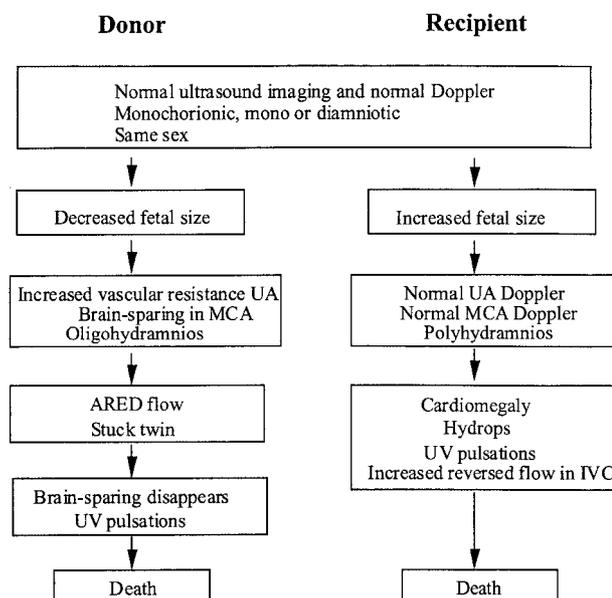 Donor
Recipient
Normal ultrasound imaging and normal Doppler
Monochorionic, mono or diamniotic
Same sex
Decreased fetal size
Increased fetal size
Increased vascular resistance UA
Brain-sparing in MCA
Oligohydramnios
Normal UA Doppler
Normal MCA Doppler
Polyhydramnios
ARED flow
Stuck twin
Cardiomegaly
Hydrops
UV pulsations
Increased reversed flow in IVC
Brain-sparing disappears
UV pulsations
Death
Death